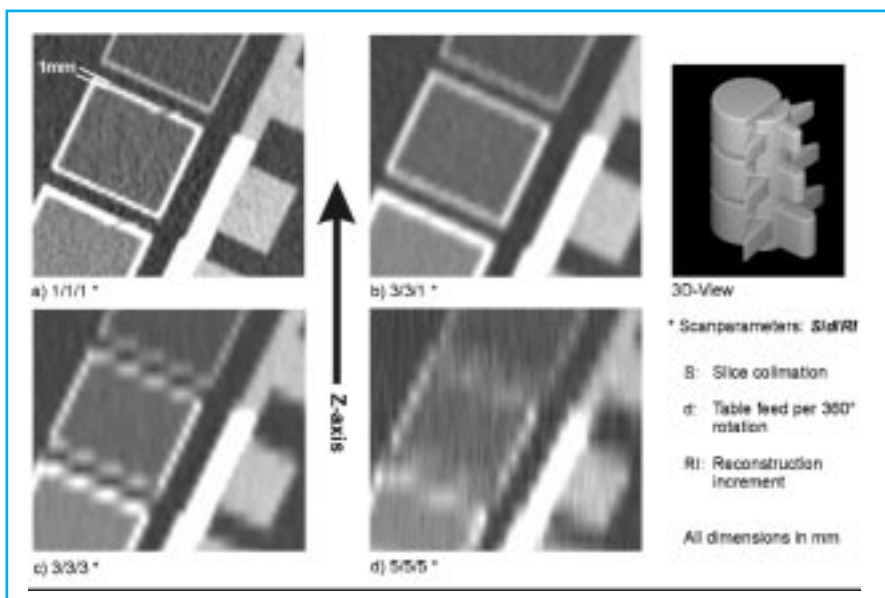 1mm
a) 1/1/1 *
b) 3/3/1 *
Z-axis
c) 3/3/3 *
d) 5/5/5 *
3D-View
* Scanparameters: S/d/RI
S: Slice colimation
d: Table feed per 360°
rotation
RI: Reconstruction
increment
All dimensions in mm